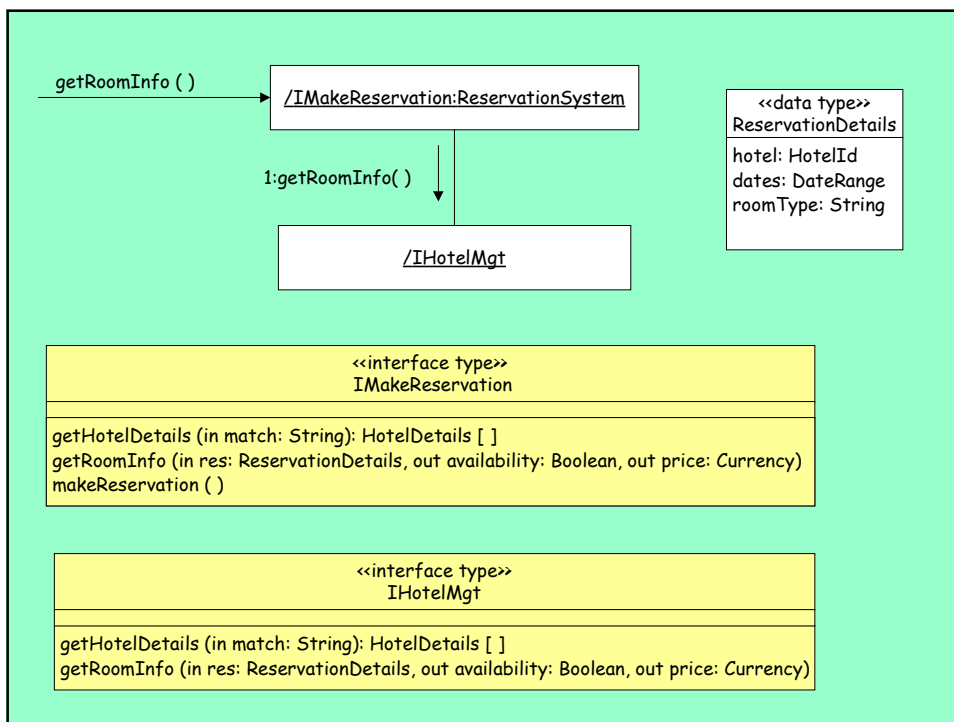 getRoomInfo ( )
/IMakeReservation:ReservationSystem
1:getRoomInfo( )
/IHotelMgt
<<data type>>
ReservationDetails
hotel: HotelId
dates: DateRange
roomType: String
<<interface type>>
IMakeReservation
getHotelDetails (in match: String): HotelDetails [ ]
getRoomInfo (in res: ReservationDetails, out availability: Boolean, out price: Currency)
makeReservation ( )
<<interface type>>
IHotelMgt
getHotelDetails (in match: String): HotelDetails [ ]
getRoomInfo (in res: ReservationDetails, out availability: Boolean, out price: Currency)